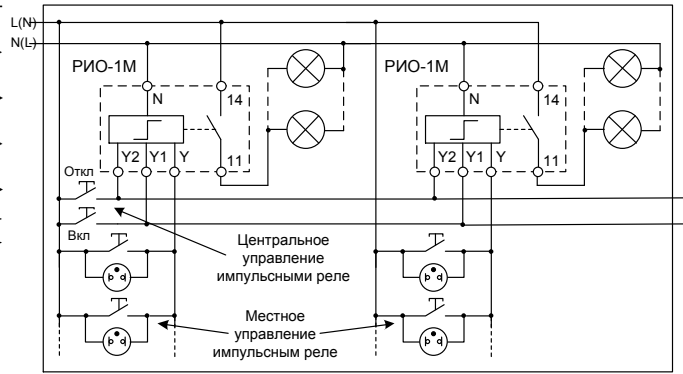 L(N)
N(L)
РИО-1М
РИО-1М
N
14
N
14
Y2 Y1 Y
11
Y2 Y1 Y
11
Откл
Вкл
Центральное
управление
импульсными реле
Местное
управление
импульсным реле